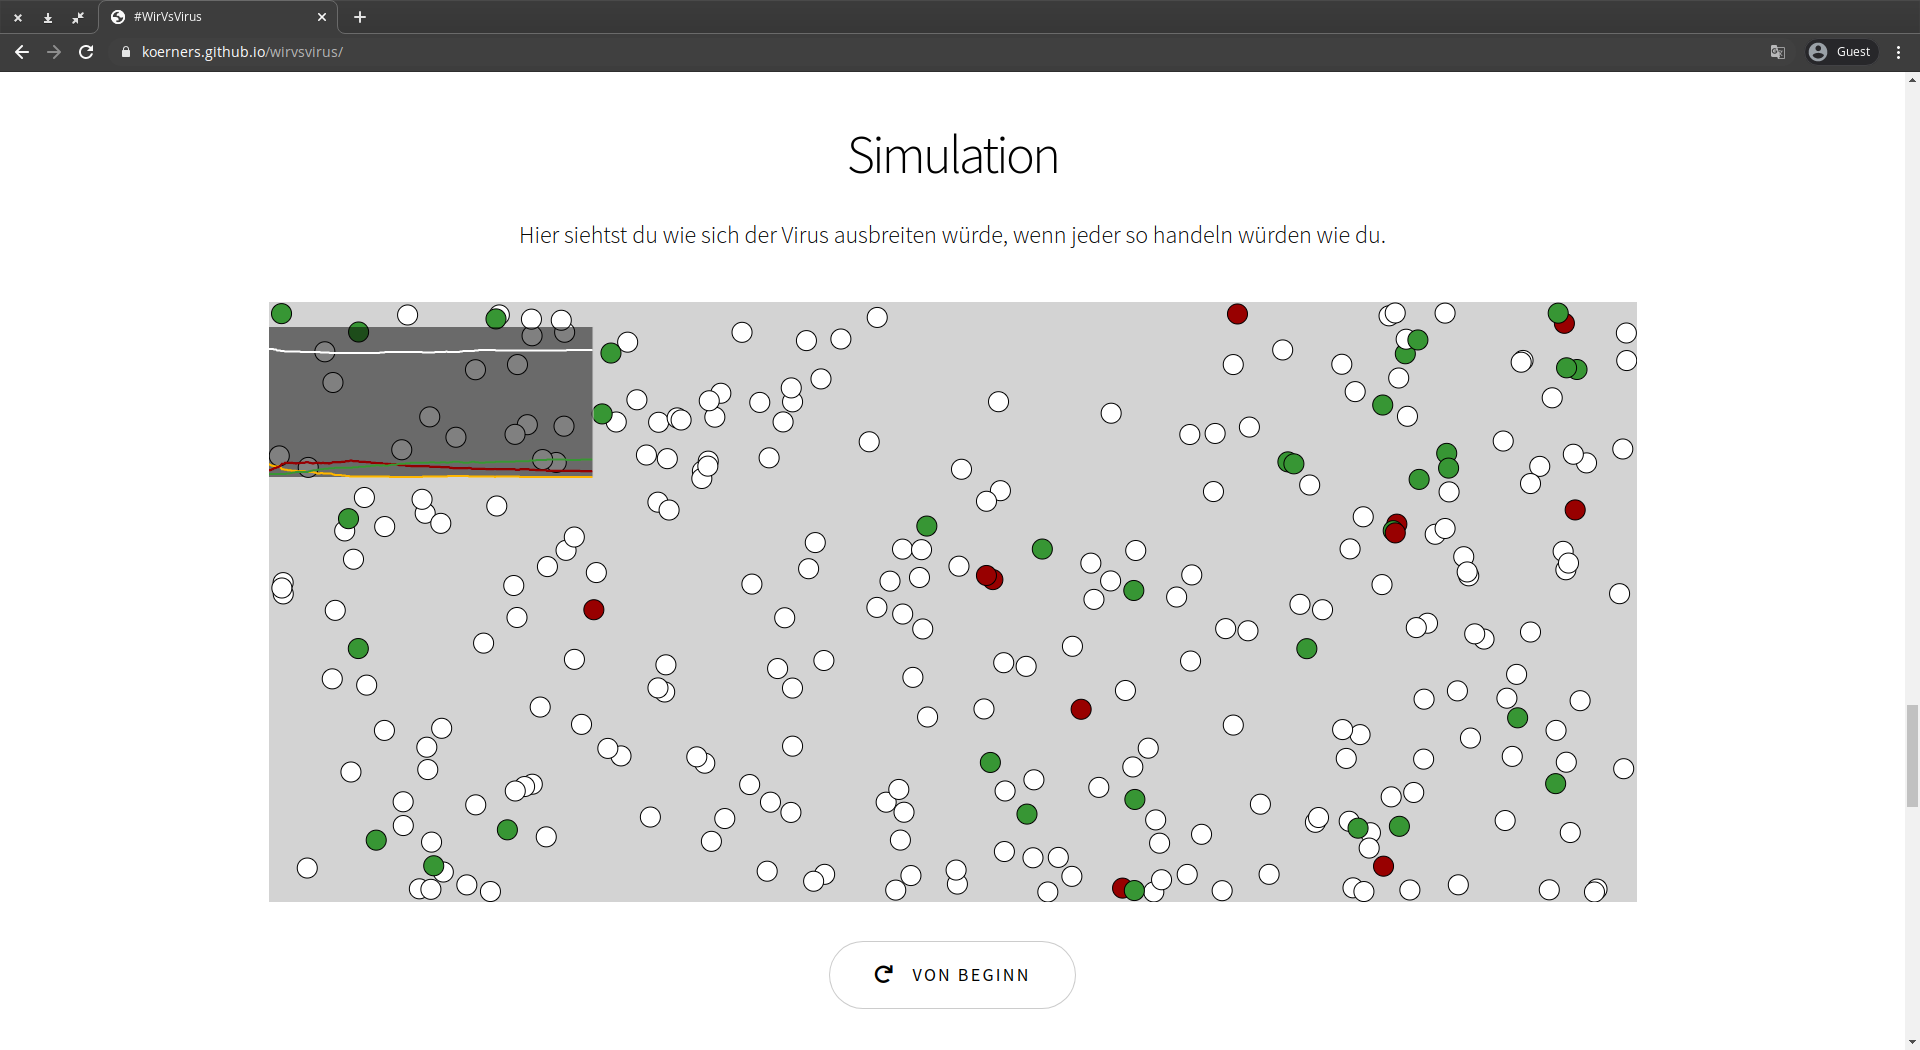 #WirVsVirus
koerners.github.io/wirvsvirus/
Guest
Simulation
Hier siehtst du wie sich der Virus ausbreiten würde, wenn jeder so handeln würden wie du.
VON BEGINN